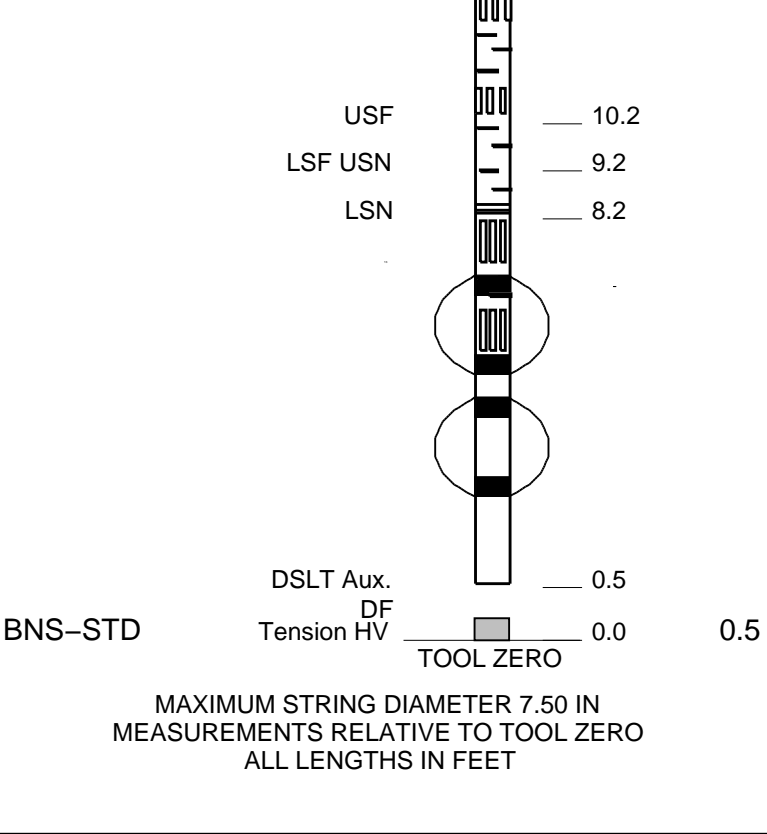 USF 10.2
LSF USN 9.2
LSN 8.2
DSLT Aux. 0.5
DF
BNS−STD Tension HV 0.0 0.5
TOOL ZERO
MAXIMUM STRING DIAMETER 7.50 IN
MEASUREMENTS RELATIVE TO TOOL ZERO
ALL LENGTHS IN FEET